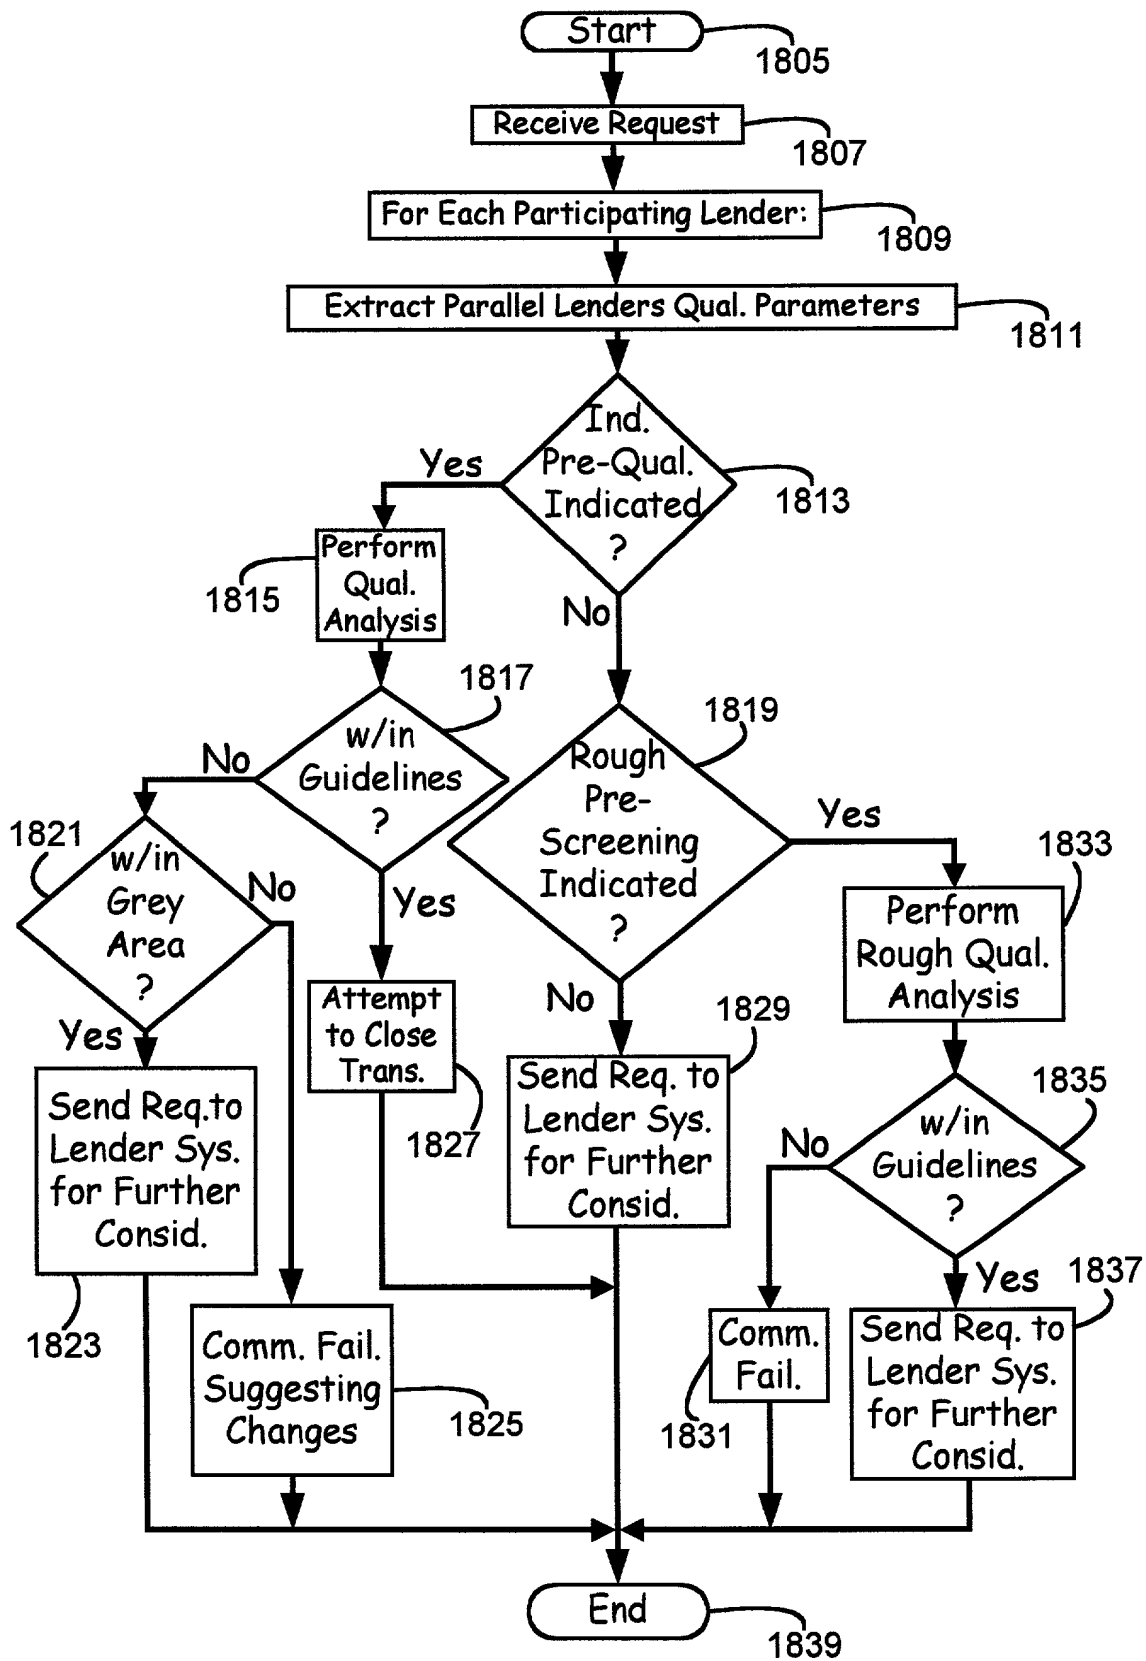 Start
1805
Receive Request
1807
For Each Participating Lender:
1809
Extract Parallel Lenders Qual. Parameters
1811
Ind.
Pre-Qual.
Indicated
?
1813
Yes
No
Perform
Qual.
Analysis
1815
w/in
Guidelines
?
1817
No
Yes
Rough
Pre-
Screening
Indicated
?
1819
Yes
No
w/in
Grey
Area
?
1821
No
Yes
Attempt
to Close
Trans.
1827
Send Req. to
Lender Sys.
for Further
Consid.
1829
Perform
Rough Qual.
Analysis
1833
w/in
Guidelines
?
1835
No
Yes
Send Req.to
Lender Sys.
for Further
Consid.
1823
Comm. Fail.
Suggesting
Changes
1825
Comm.
Fail.
1831
Send Req. to
Lender Sys.
for Further
Consid.
1837
End
1839